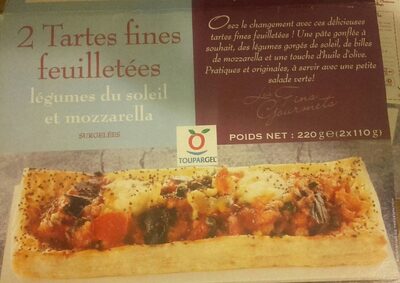 2 Tartes fines
feuilletées
légumes du soleil
et mozzarella
SURGELÉES
Osez le changement avec ces délicieuses
tartes fines feuilletées ! Une pâte gonflée à
souhait, des légumes gorgés de soleil, de billes
de mozzarella et une touche d'huile d'olive.
Pratiques et originales, à servir avec une petite
salade verte!
Les Fins
Gourmets
TOUPARGEL
POIDS NET : 220 g e (2x110 g)